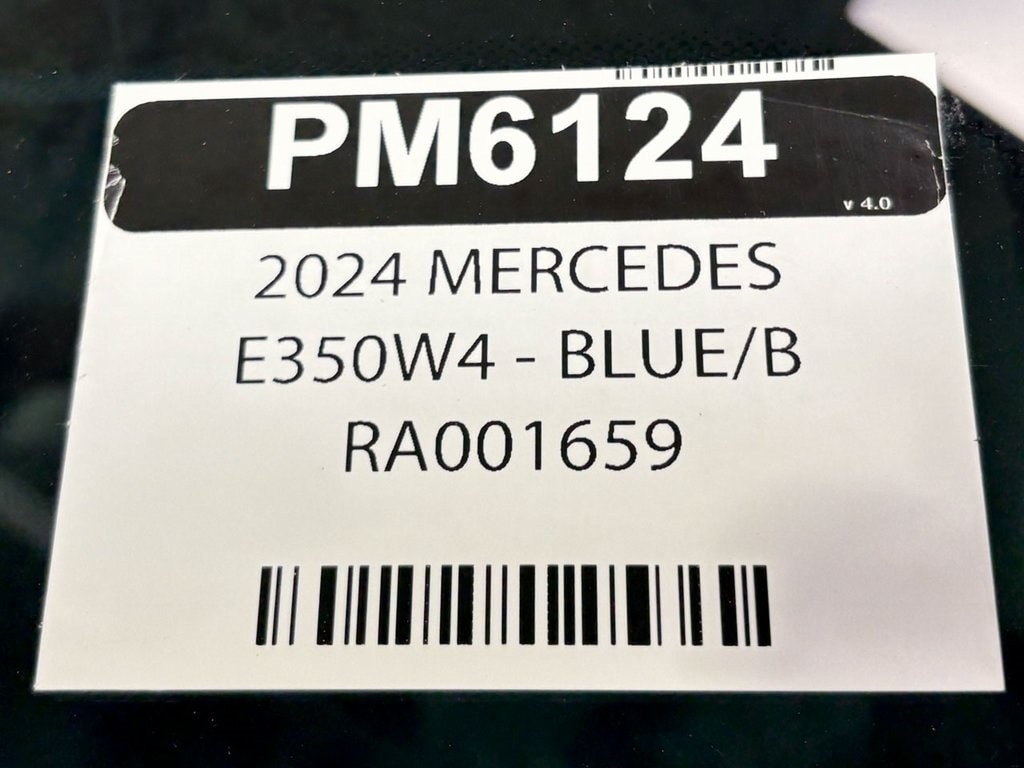 PM6124
v 4.0
2024 MERCEDES
E350W4 - BLUE/B
RA001659